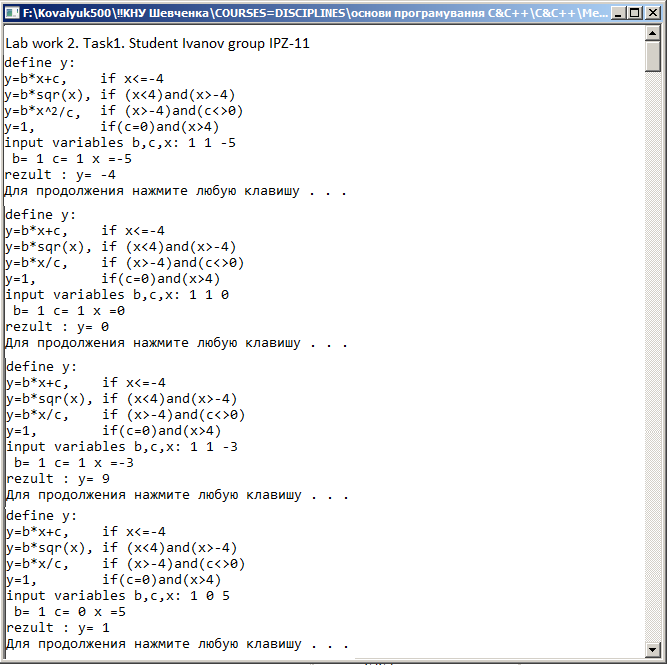 F:\Kovalyuk500\!!КНУ Шевченка\COURSES=DISCIPLINES\основи програмування C&C++\C&C++\Me...
Lab work 2. Task1. Student Ivanov group IPZ-11
define y:
y=b*x+c,    if x<=-4
y=b*sqr(x), if (x<4)and(x>-4)
y=b*x^2/c,  if (x>-4)and(c<>0)
y=1,        if(c=0)and(x>4)
input variables b,c,x: 1 1 -5
 b= 1 c= 1 x =-5
rezult : y= -4
Для продолжения нажмите любую клавишу . . .
define y:
y=b*x+c,    if x<=-4
y=b*sqr(x), if (x<4)and(x>-4)
y=b*x/c,    if (x>-4)and(c<>0)
y=1,        if(c=0)and(x>4)
input variables b,c,x: 1 1 0
 b= 1 c= 1 x =0
rezult : y= 0
Для продолжения нажмите любую клавишу . . .
define y:
y=b*x+c,    if x<=-4
y=b*sqr(x), if (x<4)and(x>-4)
y=b*x/c,    if (x>-4)and(c<>0)
y=1,        if(c=0)and(x>4)
input variables b,c,x: 1 1 -3
 b= 1 c= 1 x =-3
rezult : y= 9
Для продолжения нажмите любую клавишу . . .
define y:
y=b*x+c,    if x<=-4
y=b*sqr(x), if (x<4)and(x>-4)
y=b*x/c,    if (x>-4)and(c<>0)
y=1,        if(c=0)and(x>4)
input variables b,c,x: 1 0 5
 b= 1 c= 0 x =5
rezult : y= 1
Для продолжения нажмите любую клавишу . . .